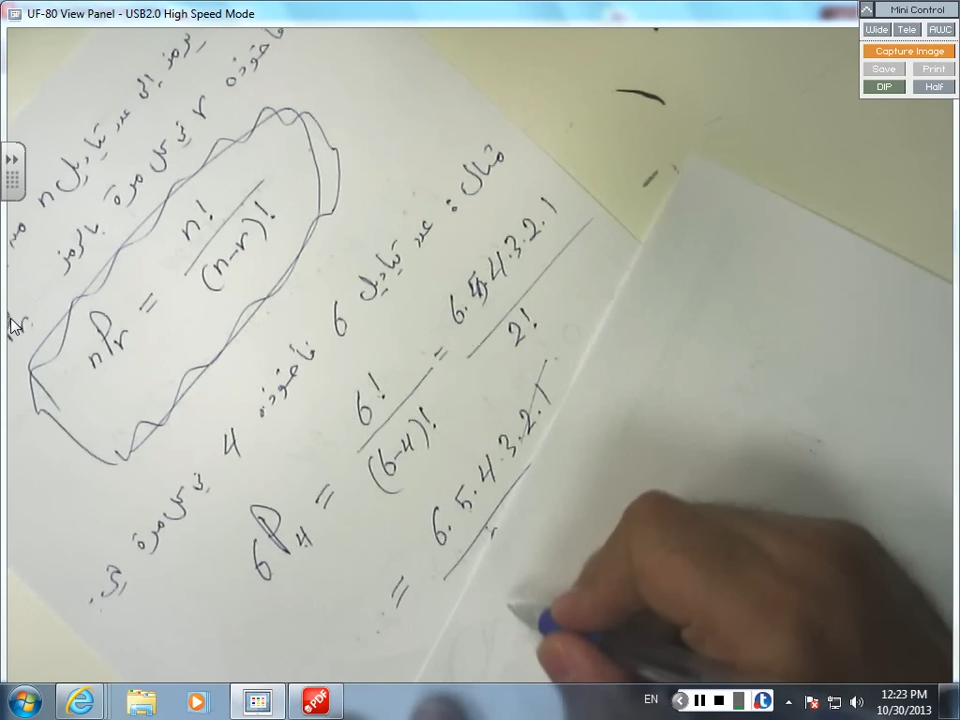 UF-80 View Panel - USB2.0 High Speed Mode
Mini Control
Wide Tele AWC
Capture Image
Save Print
DIP Half
يرمز إلى عدد تباديل n
مأخوذه r في كل مرة بالرمز
nPr = n! / (n-r)!
مثال: عدد تباديل 6 مأخوذه 4 في كل مرة هي.
6P4 = 6! / (6-4)! = 6.5.4.3.2.1 / 2!
= 6.5.4.3.2.1
EN
12:23 PM
10/30/2013
PDF